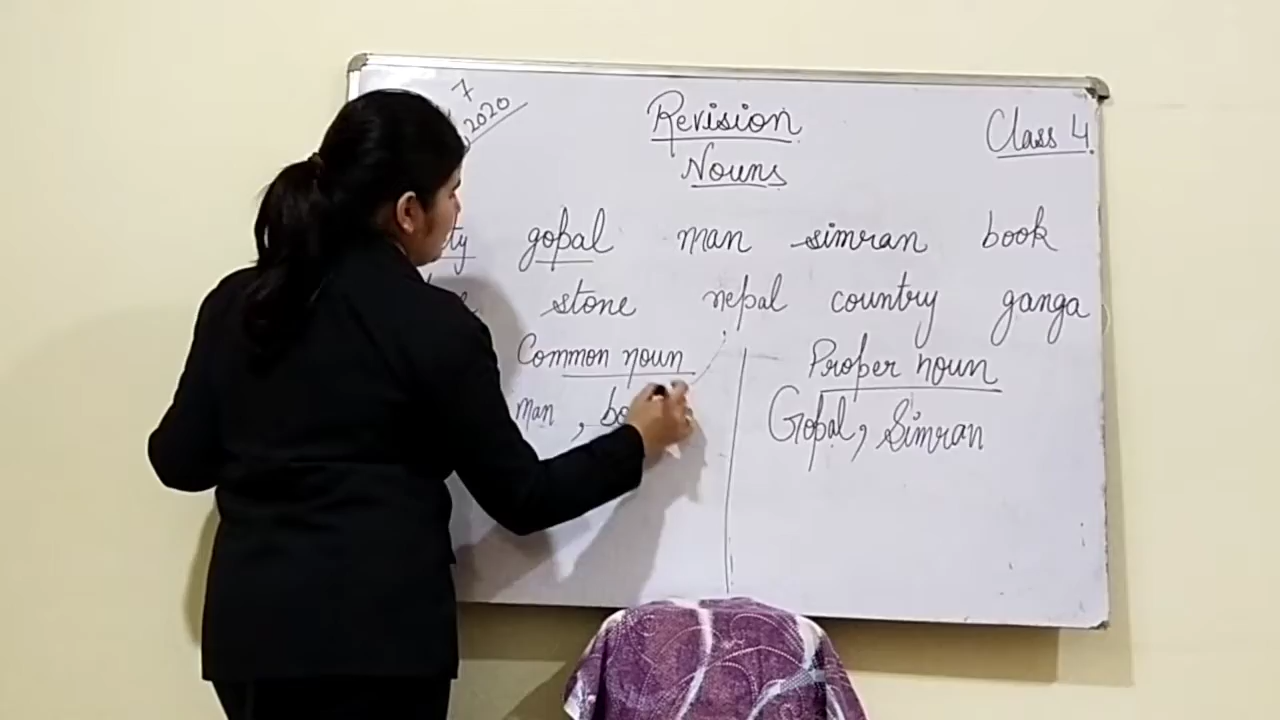 7
2020
Revision
Class 4
Nouns
gopal man simran book
stone nepal country ganga
Common noun Proper noun
man, Gopal, Simran